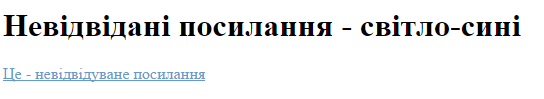 Невідвідані посилання - світло-сині
Це - невідвідуване посилання